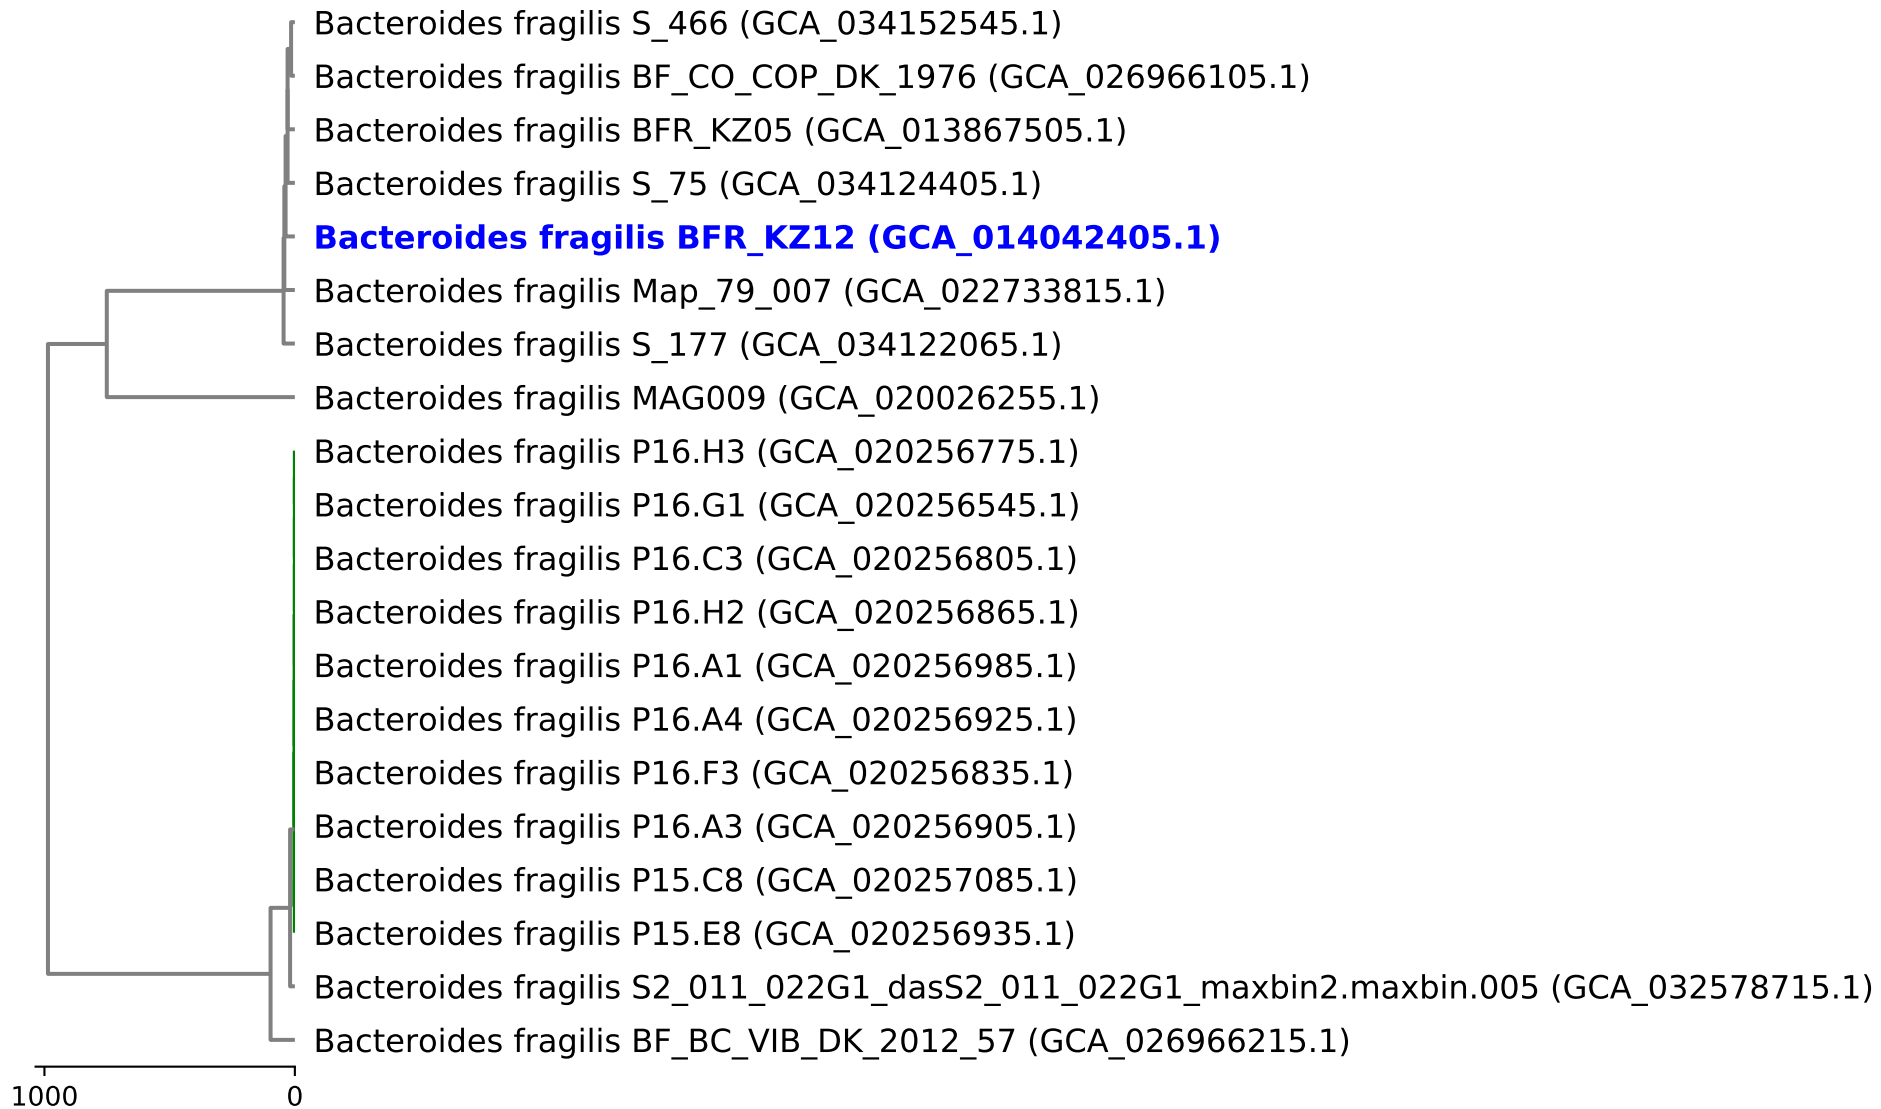 Bacteroides fragilis S_466 (GCA_034152545.1)
Bacteroides fragilis BF_CO_COP_DK_1976 (GCA_026966105.1)
Bacteroides fragilis BFR_KZ05 (GCA_013867505.1)
Bacteroides fragilis S_75 (GCA_034124405.1)
Bacteroides fragilis BFR_KZ12 (GCA_014042405.1)
Bacteroides fragilis Map_79_007 (GCA_022733815.1)
Bacteroides fragilis S_177 (GCA_034122065.1)
Bacteroides fragilis MAG009 (GCA_020026255.1)
Bacteroides fragilis P16.H3 (GCA_020256775.1)
Bacteroides fragilis P16.G1 (GCA_020256545.1)
Bacteroides fragilis P16.C3 (GCA_020256805.1)
Bacteroides fragilis P16.H2 (GCA_020256865.1)
Bacteroides fragilis P16.A1 (GCA_020256985.1)
Bacteroides fragilis P16.A4 (GCA_020256925.1)
Bacteroides fragilis P16.F3 (GCA_020256835.1)
Bacteroides fragilis P16.A3 (GCA_020256905.1)
Bacteroides fragilis P15.C8 (GCA_020257085.1)
Bacteroides fragilis P15.E8 (GCA_020256935.1)
Bacteroides fragilis S2_011_022G1_dasS2_011_022G1_maxbin2.maxbin.005 (GCA_032578715.1)
Bacteroides fragilis BF_BC_VIB_DK_2012_57 (GCA_026966215.1)
1000 0